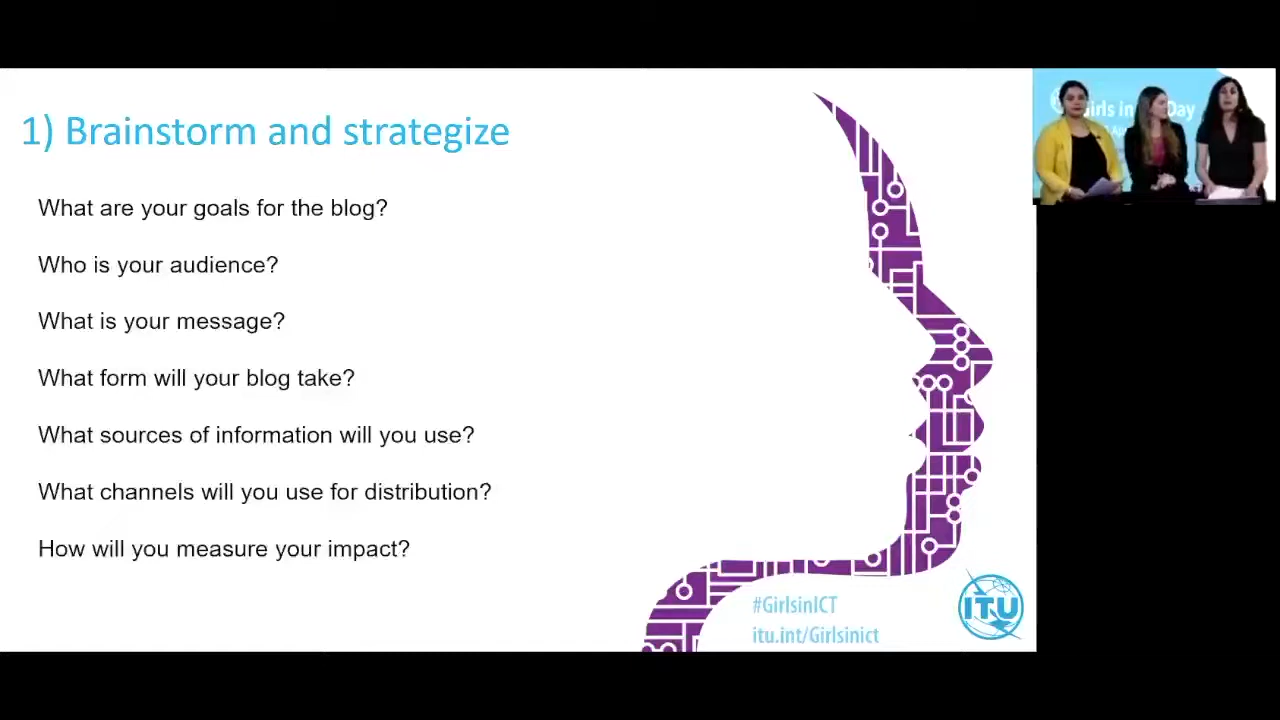 1) Brainstorm and strategize
What are your goals for the blog?
Who is your audience?
What is your message?
What form will your blog take?
What sources of information will you use?
What channels will you use for distribution?
How will you measure your impact?
#GirlsinICT
itu.int/Girlsinict
ITU
Girls in
Day